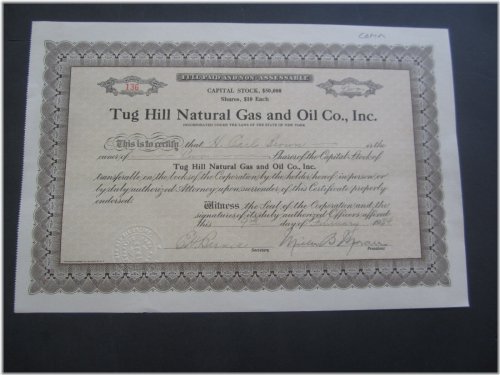 COMM
FULL PAID AND NON-ASSESSABLE
136
CAPITAL STOCK, $50,000
Shares, $10 Each
Tug Hill Natural Gas and Oil Co., Inc.
INCORPORATED UNDER THE LAWS OF THE STATE OF NEW YORK
This is to certify that H. Carl Brown is the
owner of Shares of the Capital Stock of
Tug Hill Natural Gas and Oil Co., Inc.
transferable on the books of the Corporation by the holder hereof in person or
by duly authorized Attorney upon surrender of this Certificate properly
endorsed.
Witness the Seal of the Corporation and the
signatures of its duly authorized Officers affixed
this day of January
Secretary.
President